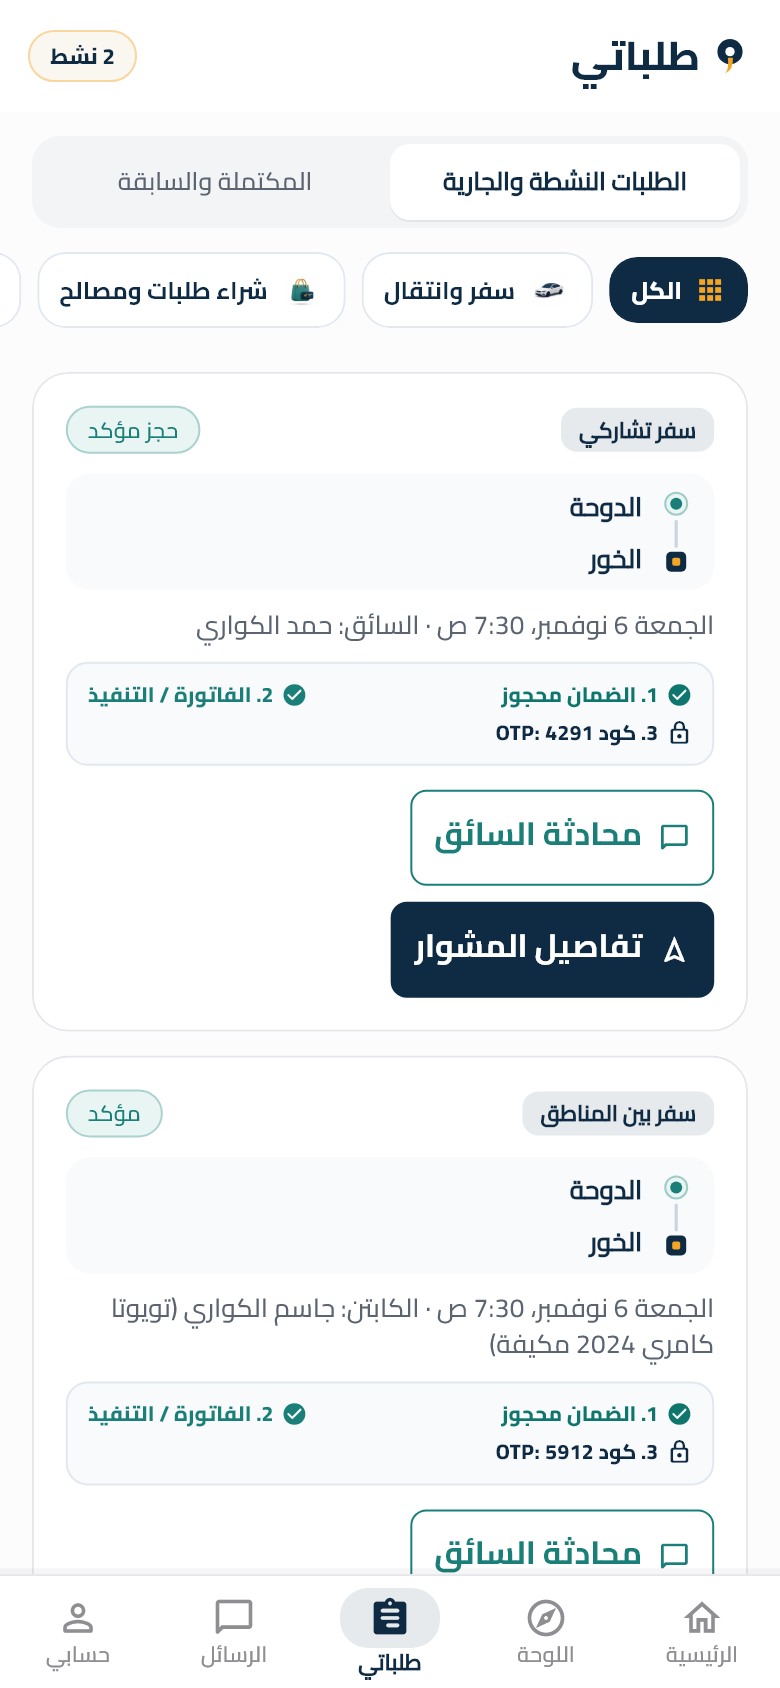 طلباتي
2 نشط
الطلبات النشطة والجارية
المكتملة والسابقة
الكل
سفر وانتقال
شراء طلبات ومصالح
سفر تشاركي
حجز مؤكد
الدوحة
الخور
الجمعة 6 نوفمبر، 7:30 ص · السائق: حمد الكواري
1. الضمان محجوز
2. الفاتورة / التنفيذ
3. كود OTP: 4291
محادثة السائق
تفاصيل المشوار
سفر بين المناطق
مؤكد
الدوحة
الخور
الجمعة 6 نوفمبر، 7:30 ص · الكابتن: جاسم الكواري (تويوتا
كامري 2024 مكيفة)
1. الضمان محجوز
2. الفاتورة / التنفيذ
3. كود OTP: 5912
محادثة السائق
الرئيسية
اللوحة
طلباتي
الرسائل
حسابي